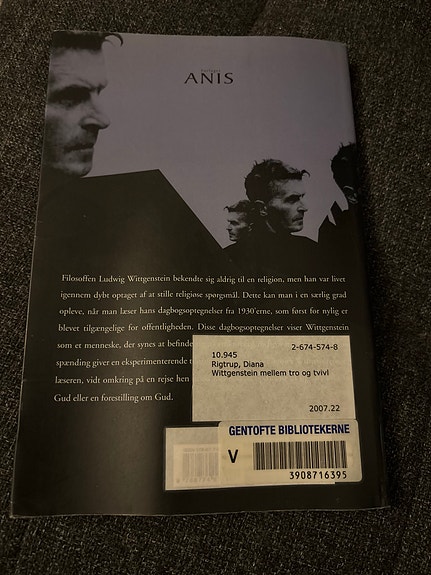 ANIS
Filosoffen Ludwig Wittgenstein bekendte sig aldrig til en religion, men han var livet
igennem dybt optaget af at stille religiøse spørgsmål. Dette kan man i en særlig grad
opleve, når man læser hans dagbogsoptegnelser fra 1930'erne, som først for nylig er
blevet tilgængelige for offentligheden. Disse dagbogsoptegnelser viser Wittgenstein
som et menneske, der synes at befinde
spænding giver en eksperimenterende t
læseren, vidt omkring på en rejse hen
Gud eller en forestilling om Gud.
2-674-574-8
10.945
Rigtrup, Diana
Wittgenstein mellem tro og tvivl
2007.22
GENTOFTE BIBLIOTEKERNE
V
3908716395